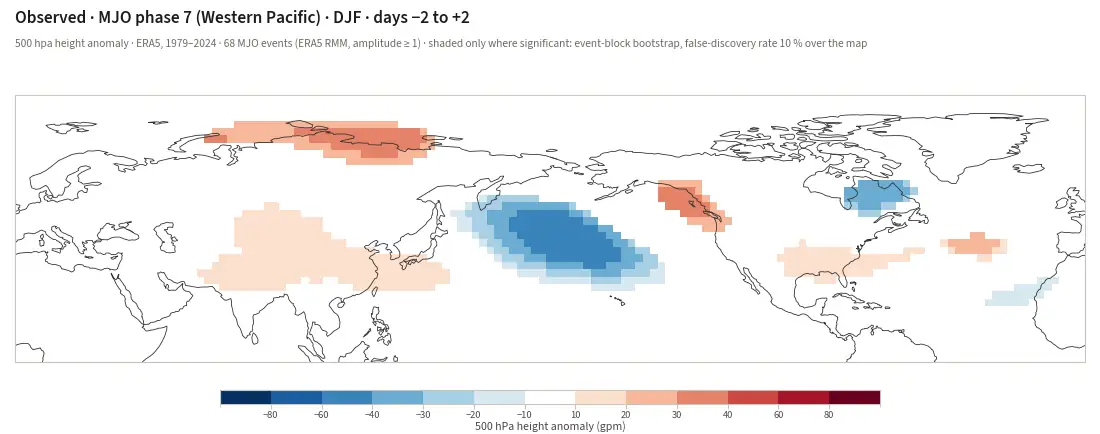 Observed · MJO phase 7 (Western Pacific) · DJF · days −2 to +2
500 hpa height anomaly · ERA5, 1979–2024 · 68 MJO events (ERA5 RMM, amplitude ≥ 1) · shaded only where significant: event-block bootstrap, false-discovery rate 10 % over the map
−80 −60 −40 −30 −20 −10 10 20 30 40 60 80
500 hPa height anomaly (gpm)